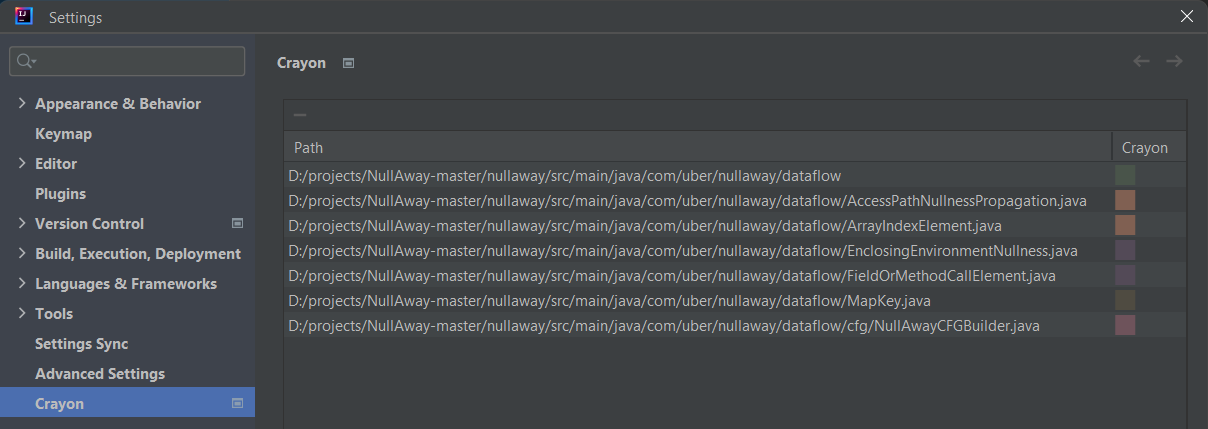 IJ
Settings
Crayon
Appearance & Behavior
Keymap
Editor
Plugins
Version Control
Build, Execution, Deployment
Languages & Frameworks
Tools
Settings Sync
Advanced Settings
Crayon
Path Crayon
D:/projects/NullAway-master/nullaway/src/main/java/com/uber/nullaway/dataflow
D:/projects/NullAway-master/nullaway/src/main/java/com/uber/nullaway/dataflow/AccessPathNullnessPropagation.java
D:/projects/NullAway-master/nullaway/src/main/java/com/uber/nullaway/dataflow/ArrayIndexElement.java
D:/projects/NullAway-master/nullaway/src/main/java/com/uber/nullaway/dataflow/EnclosingEnvironmentNullness.java
D:/projects/NullAway-master/nullaway/src/main/java/com/uber/nullaway/dataflow/FieldOrMethodCallElement.java
D:/projects/NullAway-master/nullaway/src/main/java/com/uber/nullaway/dataflow/MapKey.java
D:/projects/NullAway-master/nullaway/src/main/java/com/uber/nullaway/dataflow/cfg/NullAwayCFGBuilder.java